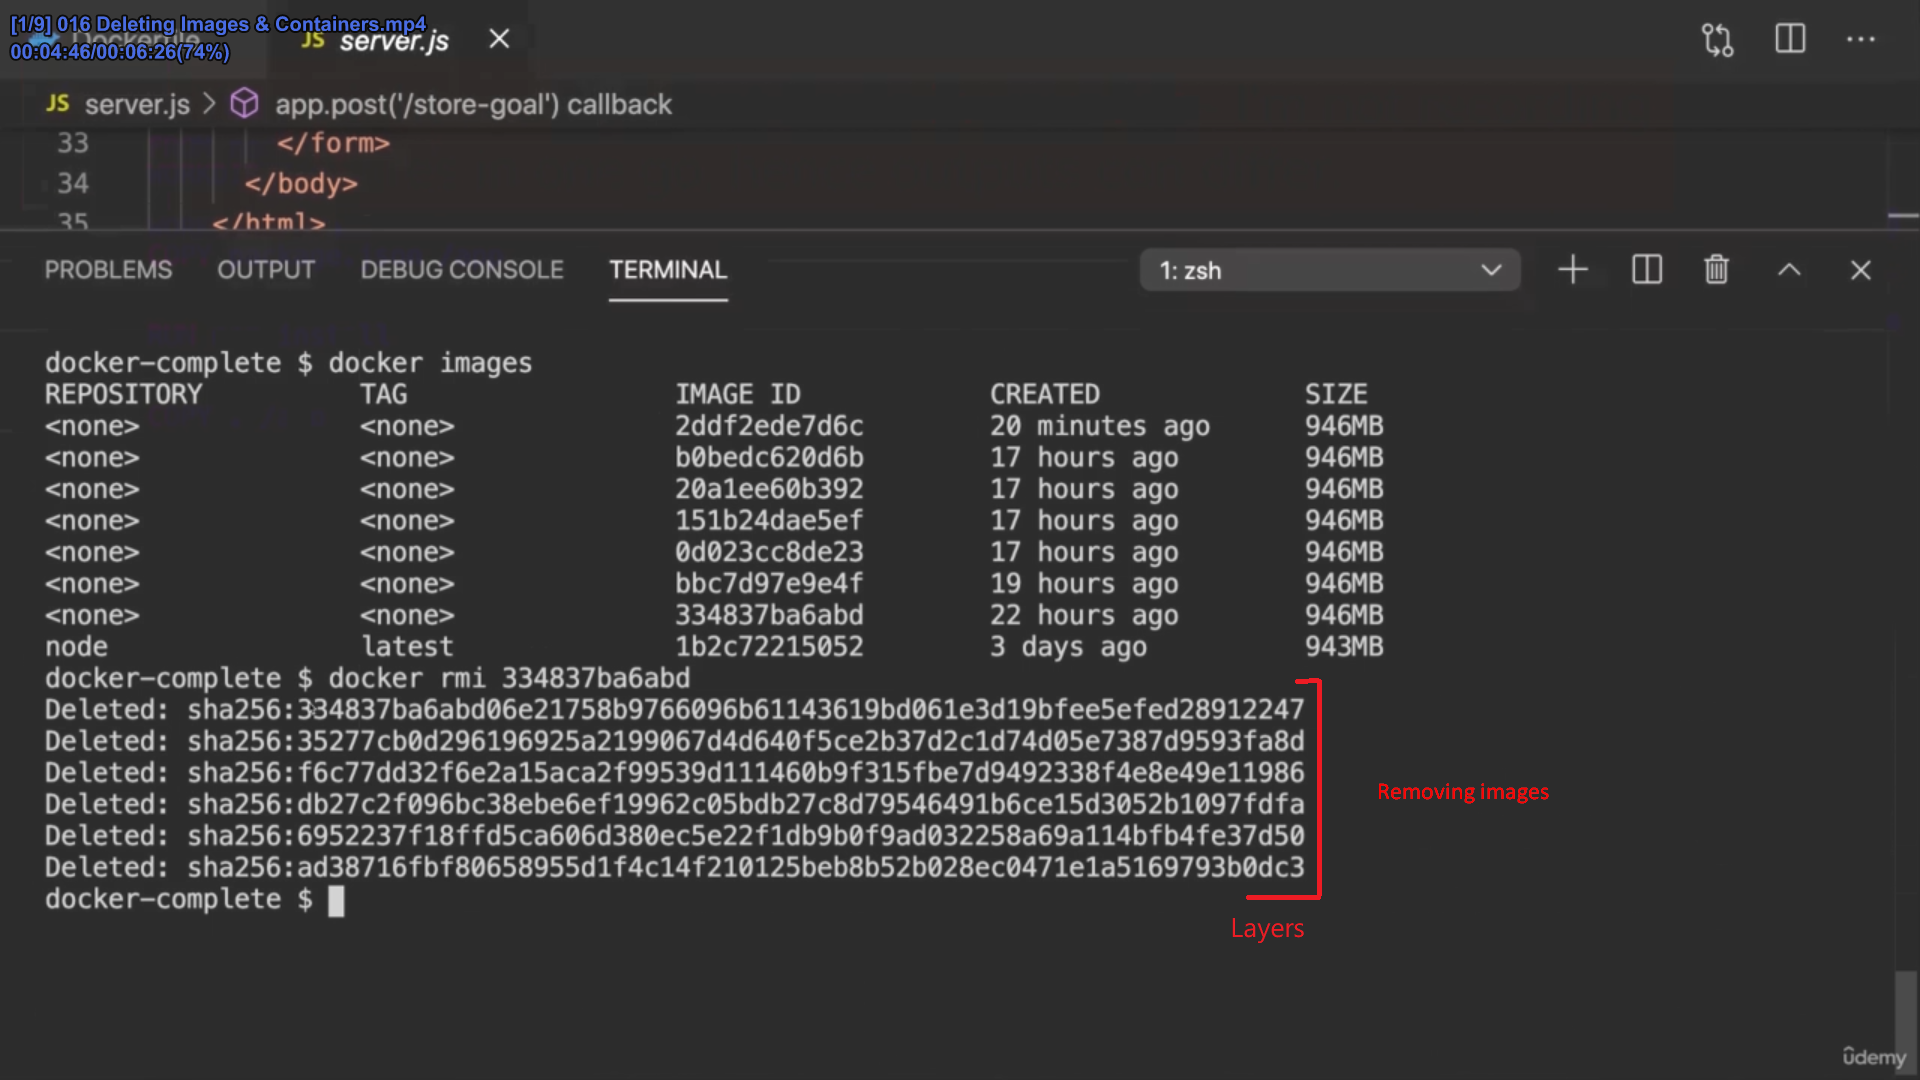 [1/9] 016 Deleting Images & Containers.mp4
00:04:46/00:06:26(74%)
Dockerfile
JS server.js
JS server.js > app.post('/store-goal') callback
33 </form>
34 </body>
35 </html>
PROBLEMS OUTPUT DEBUG CONSOLE TERMINAL 1: zsh
docker-complete $ docker images
REPOSITORY TAG IMAGE ID CREATED SIZE
<none> <none> 2ddf2ede7d6c 20 minutes ago 946MB
<none> <none> b0bedc620d6b 17 hours ago 946MB
<none> <none> 20a1ee60b392 17 hours ago 946MB
<none> <none> 151b24dae5ef 17 hours ago 946MB
<none> <none> 0d023cc8de23 17 hours ago 946MB
<none> <none> bbc7d97e9e4f 19 hours ago 946MB
<none> <none> 334837ba6abd 22 hours ago 946MB
node latest 1b2c72215052 3 days ago 943MB
docker-complete $ docker rmi 334837ba6abd
Deleted: sha256:334837ba6abd06e21758b9766096b61143619bd061e3d19bfee5efed28912247
Deleted: sha256:35277cb0d296196925a2199067d4d640f5ce2b37d2c1d74d05e7387d9593fa8d
Deleted: sha256:f6c77dd32f6e2a15aca2f99539d111460b9f315fbe7d9492338f4e8e49e11986
Deleted: sha256:db27c2f096bc38ebe6ef19962c05bdb27c8d79546491b6ce15d3052b1097fdfa
Deleted: sha256:6952237f18ffd5ca606d380ec5e22f1db9b0f9ad032258a69a114bfb4fe37d50
Deleted: sha256:ad38716fbf80658955d1f4c14f210125beb8b52b028ec0471e1a5169793b0dc3
docker-complete $
Removing images
Layers
ûdemy